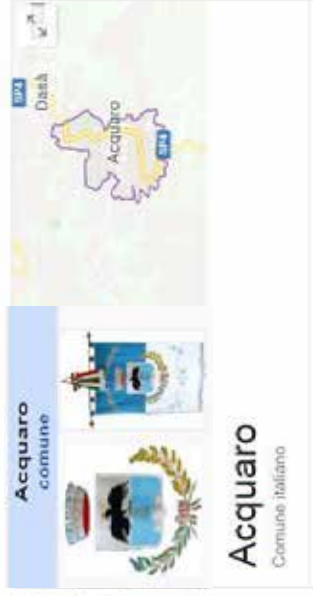 Acquaro
comune
SP4
Dasà
Acquaro
SP4
Acquaro
Comune italiano